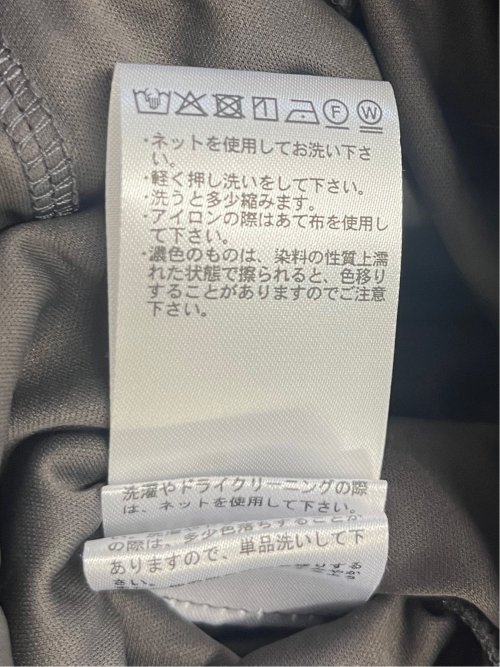 F W
・ネットを使用してお洗い下さ
い。
・軽く押し洗いをして下さい。
・洗うと多少縮みます。
・アイロンの際はあて布を使用し
て下さい。
・濃色のものは、染料の性質上濡
れた状態で擦られると、色移り
することがありますのでご注意
下さい。
洗濯やドライクリーニングの際
は、ネットを使用して下さい。
多少色落ちすることが
の際は、
ありますので、単品洗いして下